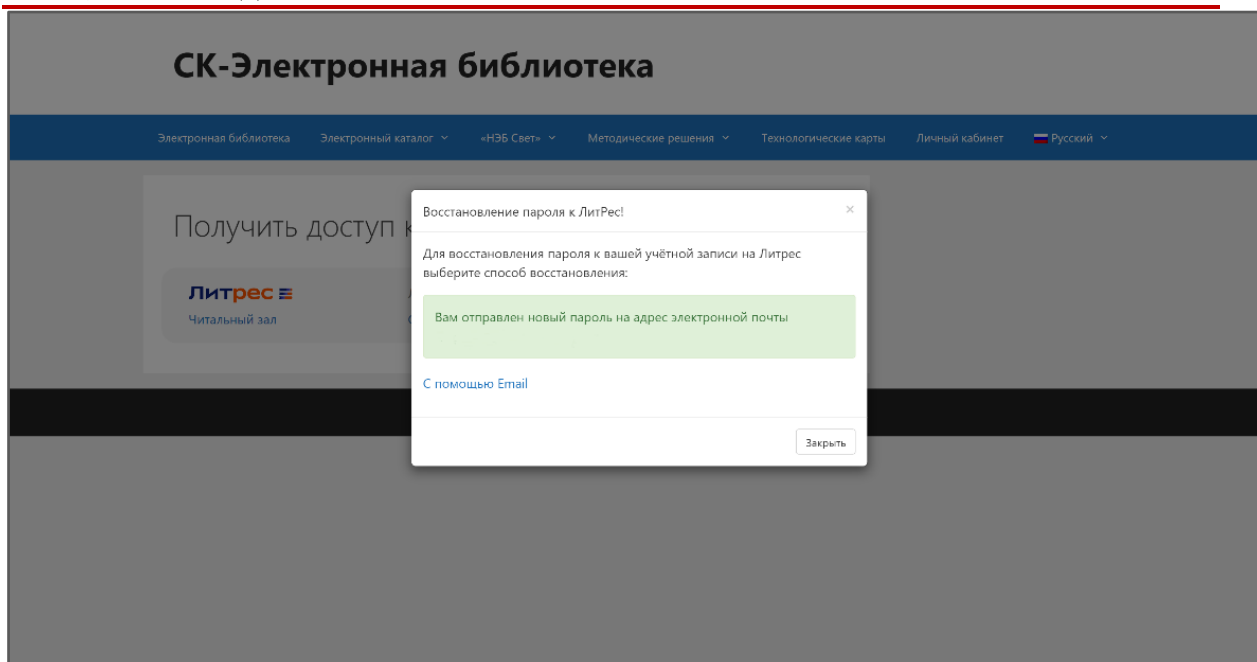 СК-Электронная библиотека
Электронная библиотека Электронный каталог «НЭБ Свет» Методические решения Технологические карты Личный кабинет Русский
Получить доступ к
Литрес
Читальный зал
Восстановление пароля к ЛитРес! ×
Для восстановления пароля к вашей учётной записи на Литрес
выберите способ восстановления:
Вам отправлен новый пароль на адрес электронной почты
С помощью Email
Закрыть